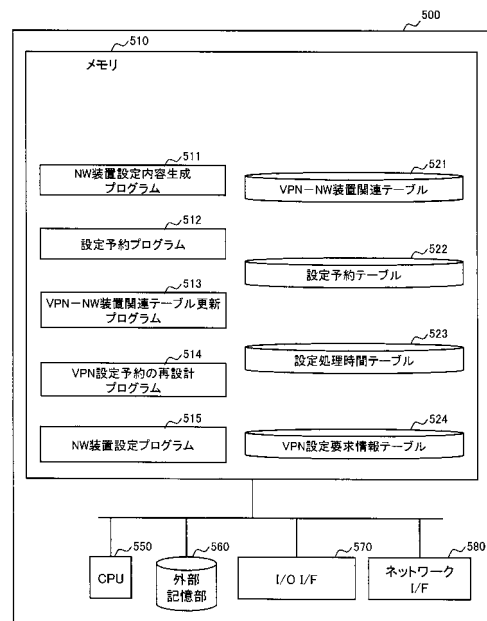 500
510
メモリ
511
NW装置設定内容生成
プログラム
512
設定予約プログラム
513
VPN-NW装置関連テーブル更新
プログラム
514
VPN設定予約の再設計
プログラム
515
NW装置設定プログラム
521
VPN-NW装置関連テーブル
522
設定予約テーブル
523
設定処理時間テーブル
524
VPN設定要求情報テーブル
550
CPU
560
外部
記憶部
570
I/O I/F
580
ネットワーク
I/F